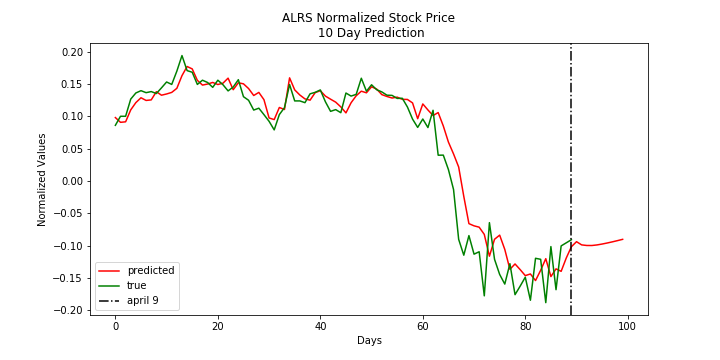 ALRS Normalized Stock Price
10 Day Prediction
Normalized Values
0.20
0.15
0.10
0.05
0.00
−0.05
−0.10
−0.15
−0.20
predicted
true
april 9
0 20 40 60 80 100
Days